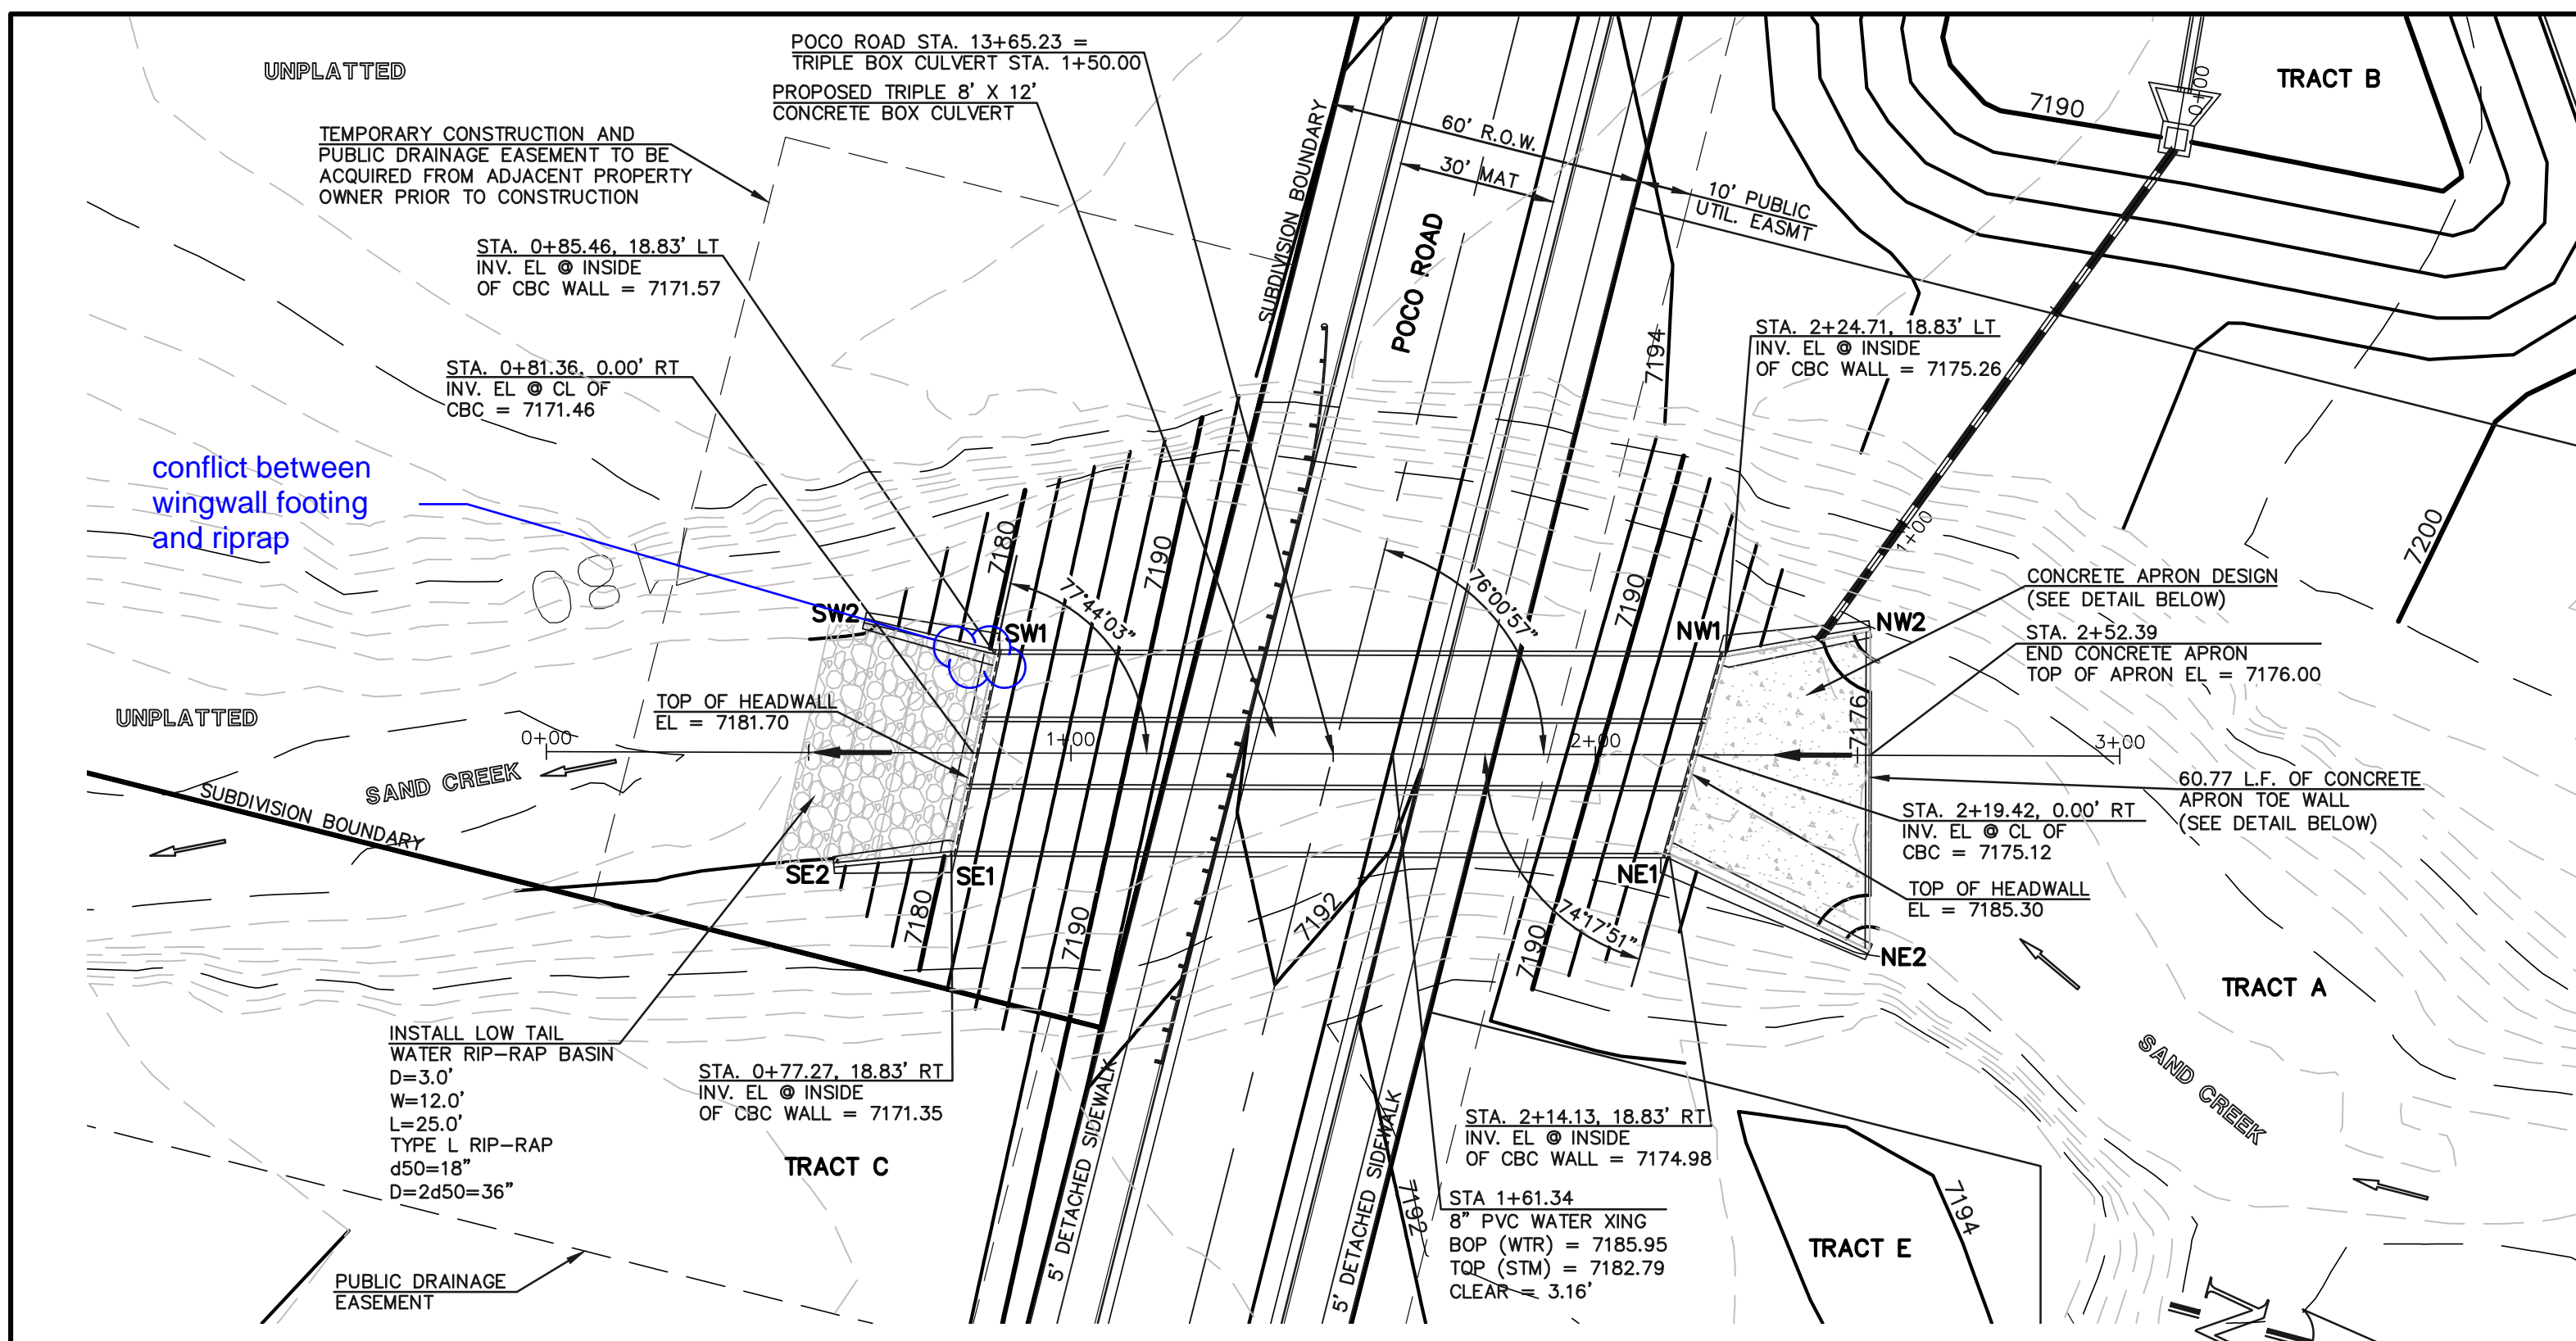 UNPLATTED
POCO ROAD STA. 13+65.23 =
TRIPLE BOX CULVERT STA. 1+50.00
PROPOSED TRIPLE 8' X 12'
CONCRETE BOX CULVERT
TEMPORARY CONSTRUCTION AND
PUBLIC DRAINAGE EASEMENT TO BE
ACQUIRED FROM ADJACENT PROPERTY
OWNER PRIOR TO CONSTRUCTION
STA. 0+85.46, 18.83' LT
INV. EL @ INSIDE
OF CBC WALL = 7171.57
STA. 0+81.36, 0.00' RT
INV. EL @ CL OF
CBC = 7171.46
conflict between
wingwall footing
and riprap
SUBDIVISION BOUNDARY
60' R.O.W.
30' MAT
10' PUBLIC
UTIL. EASMT
POCO ROAD
7194
7190
0+00
TRACT B
STA. 2+24.71, 18.83' LT
INV. EL @ INSIDE
OF CBC WALL = 7175.26
1+00
7200
CONCRETE APRON DESIGN
(SEE DETAIL BELOW)
STA. 2+52.39
END CONCRETE APRON
TOP OF APRON EL = 7176.00
7180
77°44'03"
7190
76°00'57"
7190
SW2
SW1
NW1
NW2
TOP OF HEADWALL
EL = 7181.70
UNPLATTED
0+00
1+00
2+00
7176
3+00
SAND CREEK
SUBDIVISION BOUNDARY
60.77 L.F. OF CONCRETE
APRON TOE WALL
(SEE DETAIL BELOW)
STA. 2+19.42, 0.00' RT
INV. EL @ CL OF
CBC = 7175.12
TOP OF HEADWALL
EL = 7185.30
SE2
SE1
NE1
NE2
7180
7190
7192
7190
74°17'51"
TRACT A
SAND CREEK
INSTALL LOW TAIL
WATER RIP-RAP BASIN
D=3.0'
W=12.0'
L=25.0'
TYPE L RIP-RAP
d50=18"
D=2d50=36"
STA. 0+77.27, 18.83' RT
INV. EL @ INSIDE
OF CBC WALL = 7171.35
TRACT C
5' DETACHED SIDEWALK
5' DETACHED SIDEWALK
7192
STA. 2+14.13, 18.83' RT
INV. EL @ INSIDE
OF CBC WALL = 7174.98
STA 1+61.34
8" PVC WATER XING
BOP (WTR) = 7185.95
TOP (STM) = 7182.79
CLEAR = 3.16'
TRACT E
7194
PUBLIC DRAINAGE
EASEMENT
N